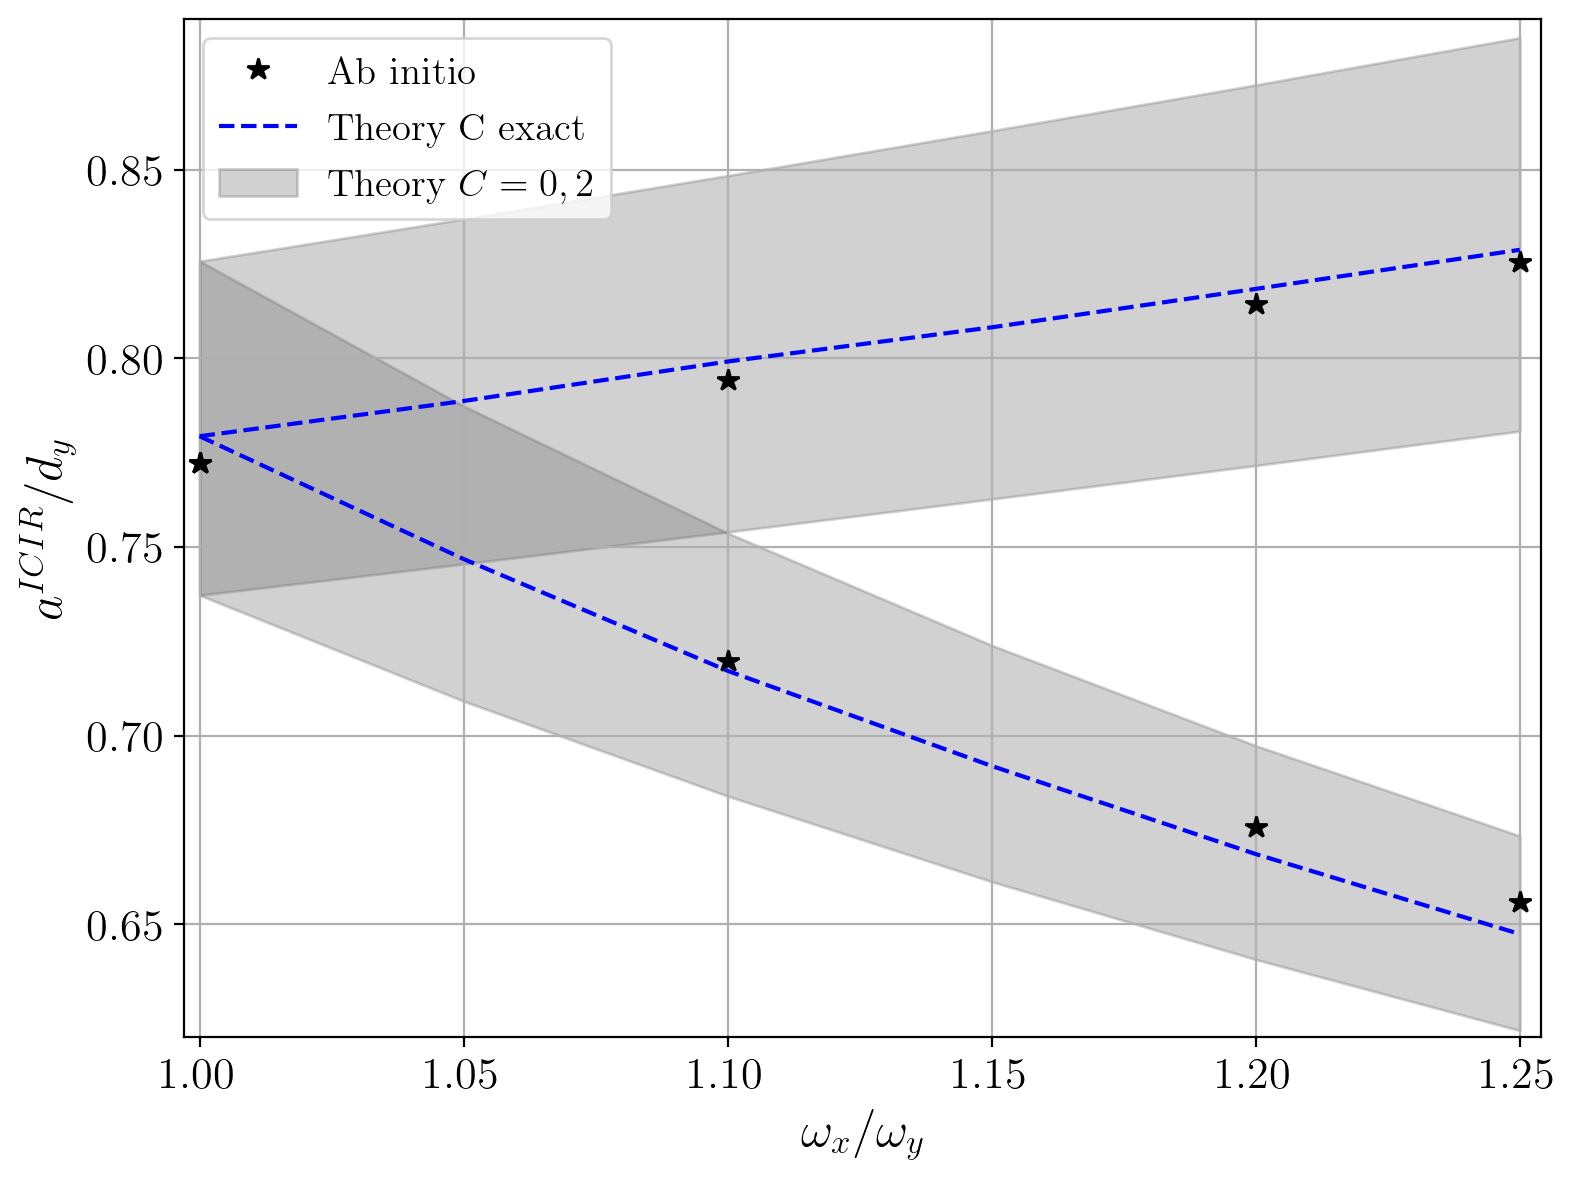 Ab initio
Theory C exact
Theory C = 0, 2
0.85
0.80
0.75
0.70
0.65
a^{ICIR}/d_y
1.00 1.05 1.10 1.15 1.20 1.25
ω_x/ω_y